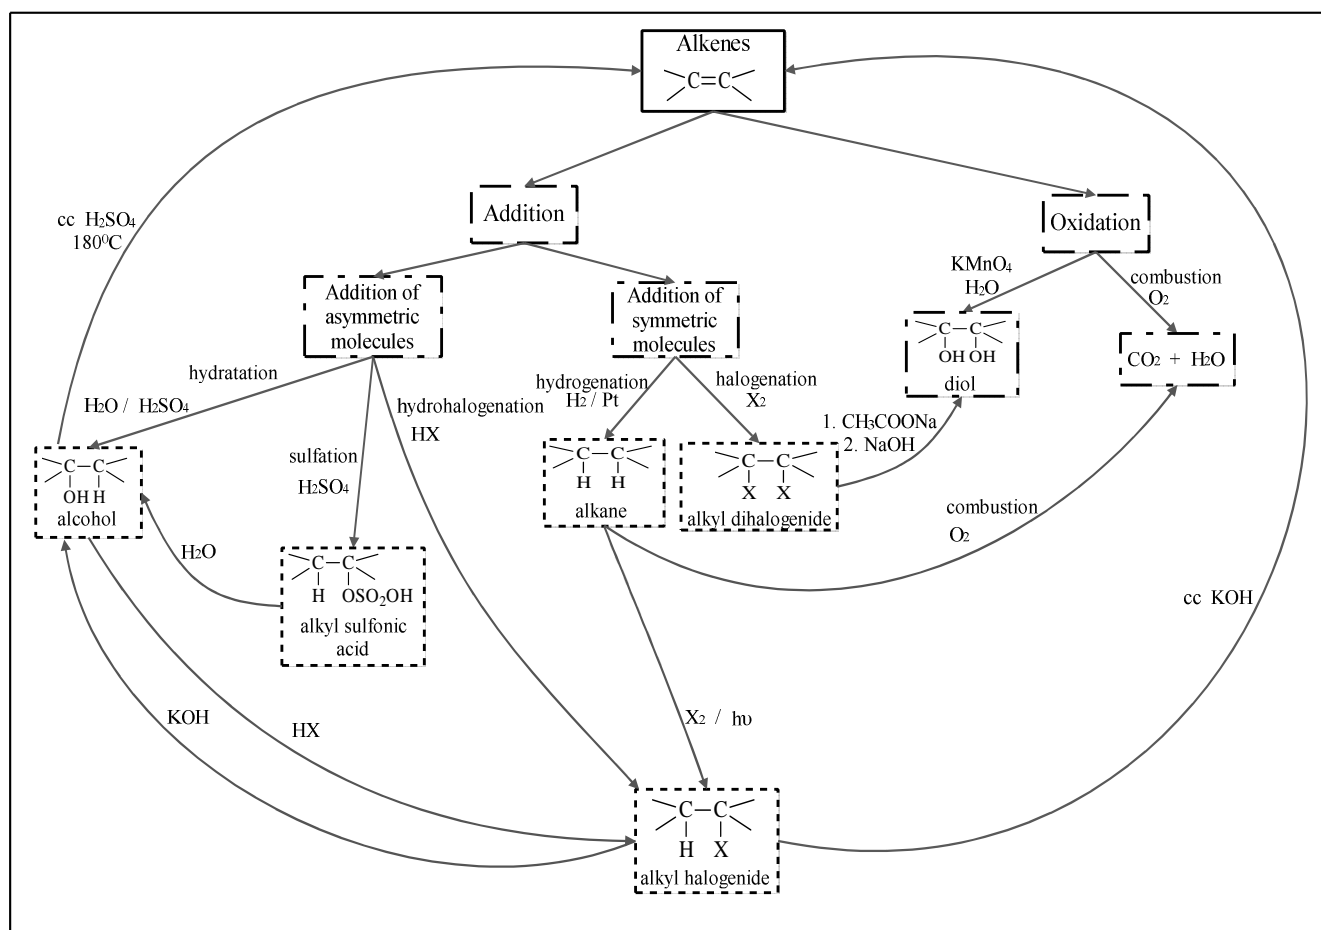 Alkenes
C=C
Addition
Oxidation
cc H₂SO₄
180⁰C
KMnO₄
H₂O
combustion
O₂
Addition of
asymmetric
molecules
Addition of
symmetric
molecules
C–C
OH OH
diol
CO₂ + H₂O
hydratation
H₂O / H₂SO₄
hydrohalogenation
HX
hydrogenation
H₂ / Pt
halogenation
X₂
1. CH₃COONa
2. NaOH
sulfation
H₂SO₄
C–C
OH H
alcohol
C–C
H H
alkane
C–C
X X
alkyl dihalogenide
combustion
O₂
H₂O
C–C
H OSO₂OH
alkyl sulfonic
acid
cc KOH
KOH
HX
X₂ / hυ
C–C
H X
alkyl halogenide